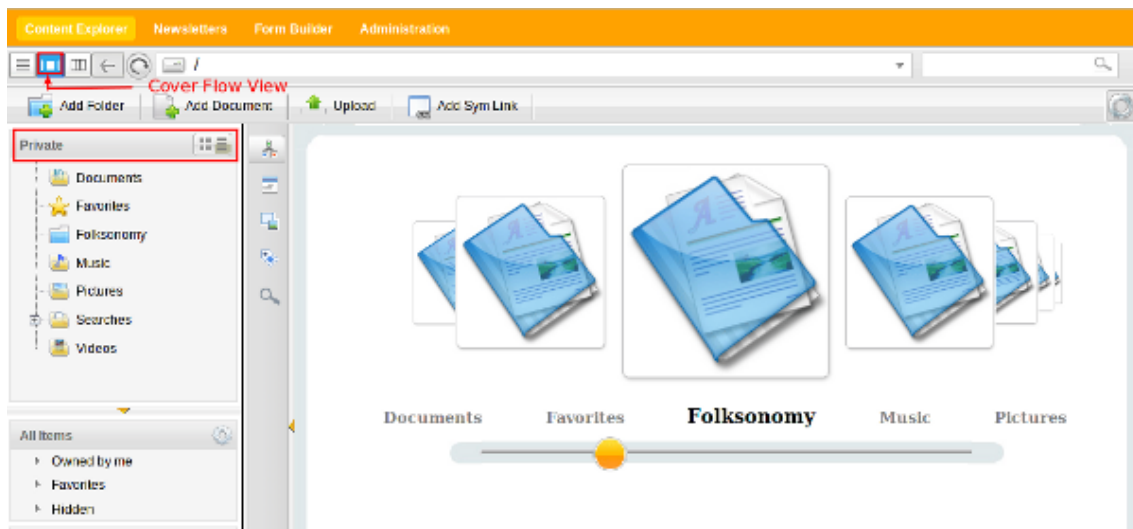 Content Explorer Newsletters Form Builder Administration
/
Cover Flow View
Add Folder Add Document Upload Add Sym Link
Private
Documents
Favorites
Folksonomy
Music
Pictures
Searches
Videos
Documents Favorites Folksonomy Music Pictures
All Items
Owned by me
Favorites
Hidden